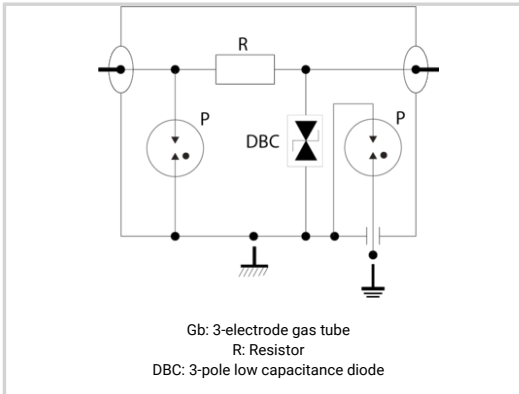 R
P
DBC
P
Gb: 3-electrode gas tube
R: Resistor
DBC: 3-pole low capacitance diode